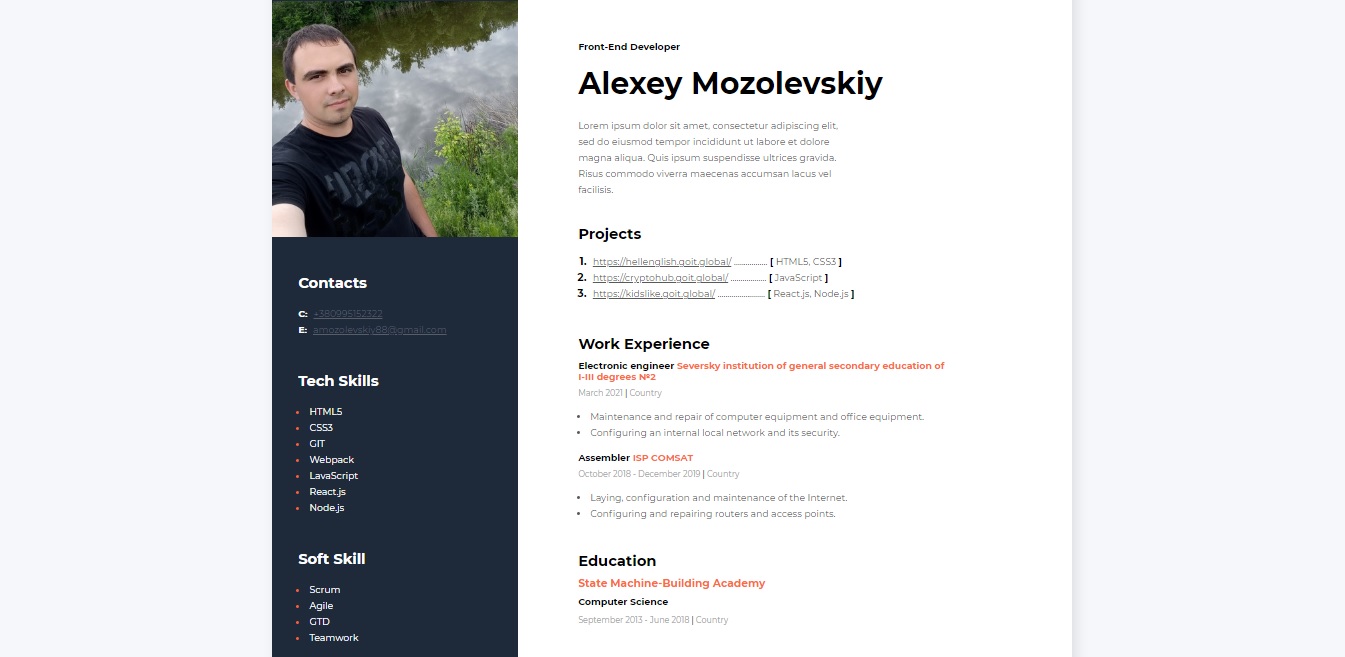 Contacts
C: +380995152322
E: amozolevskiy88@gmail.com
Tech Skills
HTML5
CSS3
GIT
Webpack
LavaScript
React.js
Node.js
Soft Skill
Scrum
Agile
GTD
Teamwork
Front-End Developer
Alexey Mozolevskiy
Lorem ipsum dolor sit amet, consectetur adipiscing elit,
sed do eiusmod tempor incididunt ut labore et dolore
magna aliqua. Quis ipsum suspendisse ultrices gravida.
Risus commodo viverra maecenas accumsan lacus vel
facilisis.
Projects
1. https://hellenglish.goit.global/ ................. [ HTML5, CSS3 ]
2. https://cryptohub.goit.global/ .................. [ JavaScript ]
3. https://kidslike.goit.global/ ........................ [ React.js, Node.js ]
Work Experience
Electronic engineer Seversky institution of general secondary education of
I-III degrees №2
March 2021 | Country
Maintenance and repair of computer equipment and office equipment.
Configuring an internal local network and its security.
Assembler ISP COMSAT
October 2018 - December 2019 | Country
Laying, configuration and maintenance of the Internet.
Configuring and repairing routers and access points.
Education
State Machine-Building Academy
Computer Science
September 2013 - June 2018 | Country